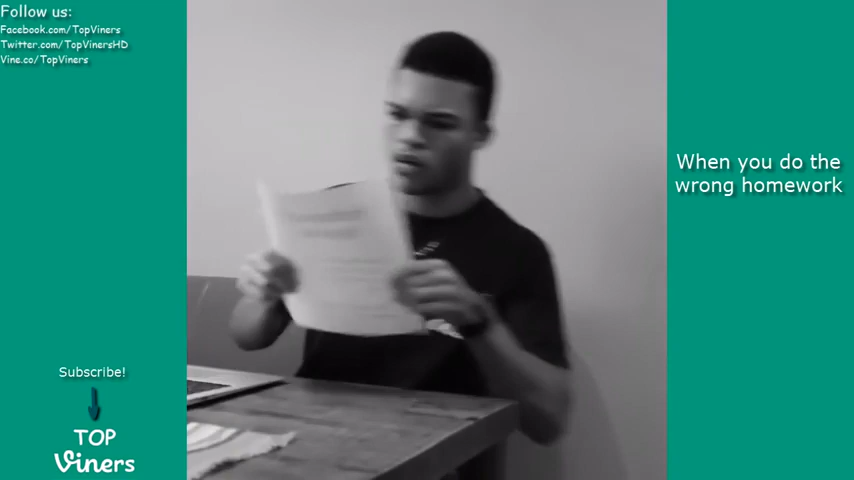 Follow us:
Facebook.com/TopViners
Twitter.com/TopVinersHD
Vine.co/TopViners
When you do the
wrong homework
Subscribe!
TOP
Viners